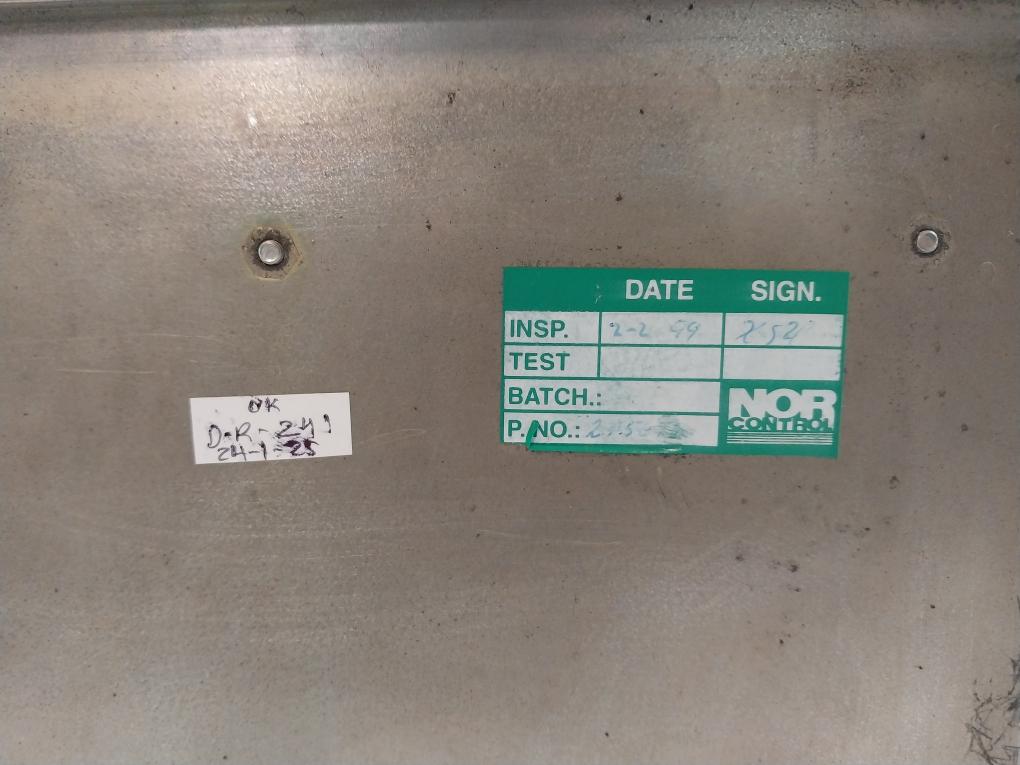 OK
D-R-241
24-1-25
DATE SIGN.
INSP. 2-2 99
TEST
BATCH.:
P. NO.:
NOR
CONTROL